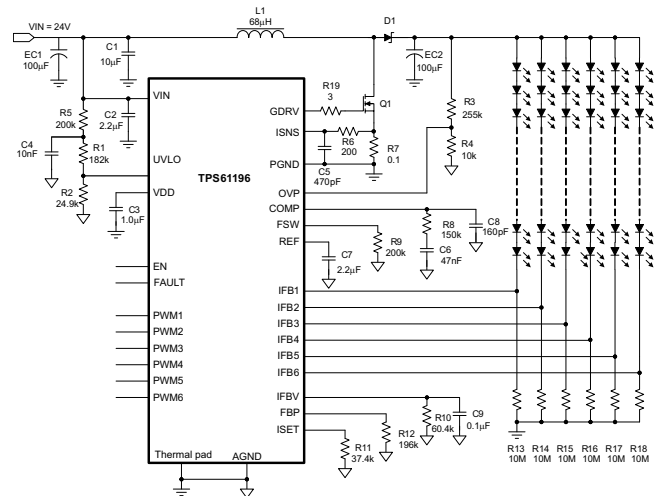 L1
68µH
D1
VIN = 24V
EC1
100µF
C1
10µF
EC2
100µF
R19
3
Q1
R3
255k
R5
200k
C2
2.2µF
C4
10nF
R1
182k
R2
24.9k
C3
1.0µF
VIN
UVLO
VDD
EN
FAULT
PWM1
PWM2
PWM3
PWM4
PWM5
PWM6
TPS61196
GDRV
ISNS
PGND
OVP
COMP
FSW
REF
IFB1
IFB2
IFB3
IFB4
IFB5
IFB6
IFBV
FBP
ISET
Thermal pad
AGND
R6
200
R7
0.1
C5
470pF
R4
10k
R8
150k
C8
160pF
R9
200k
C6
47nF
C7
2.2µF
R10
60.4k
C9
0.1µF
R12
196k
R11
37.4k
R13 R14 R15 R16 R17 R18
10M 10M 10M 10M 10M 10M